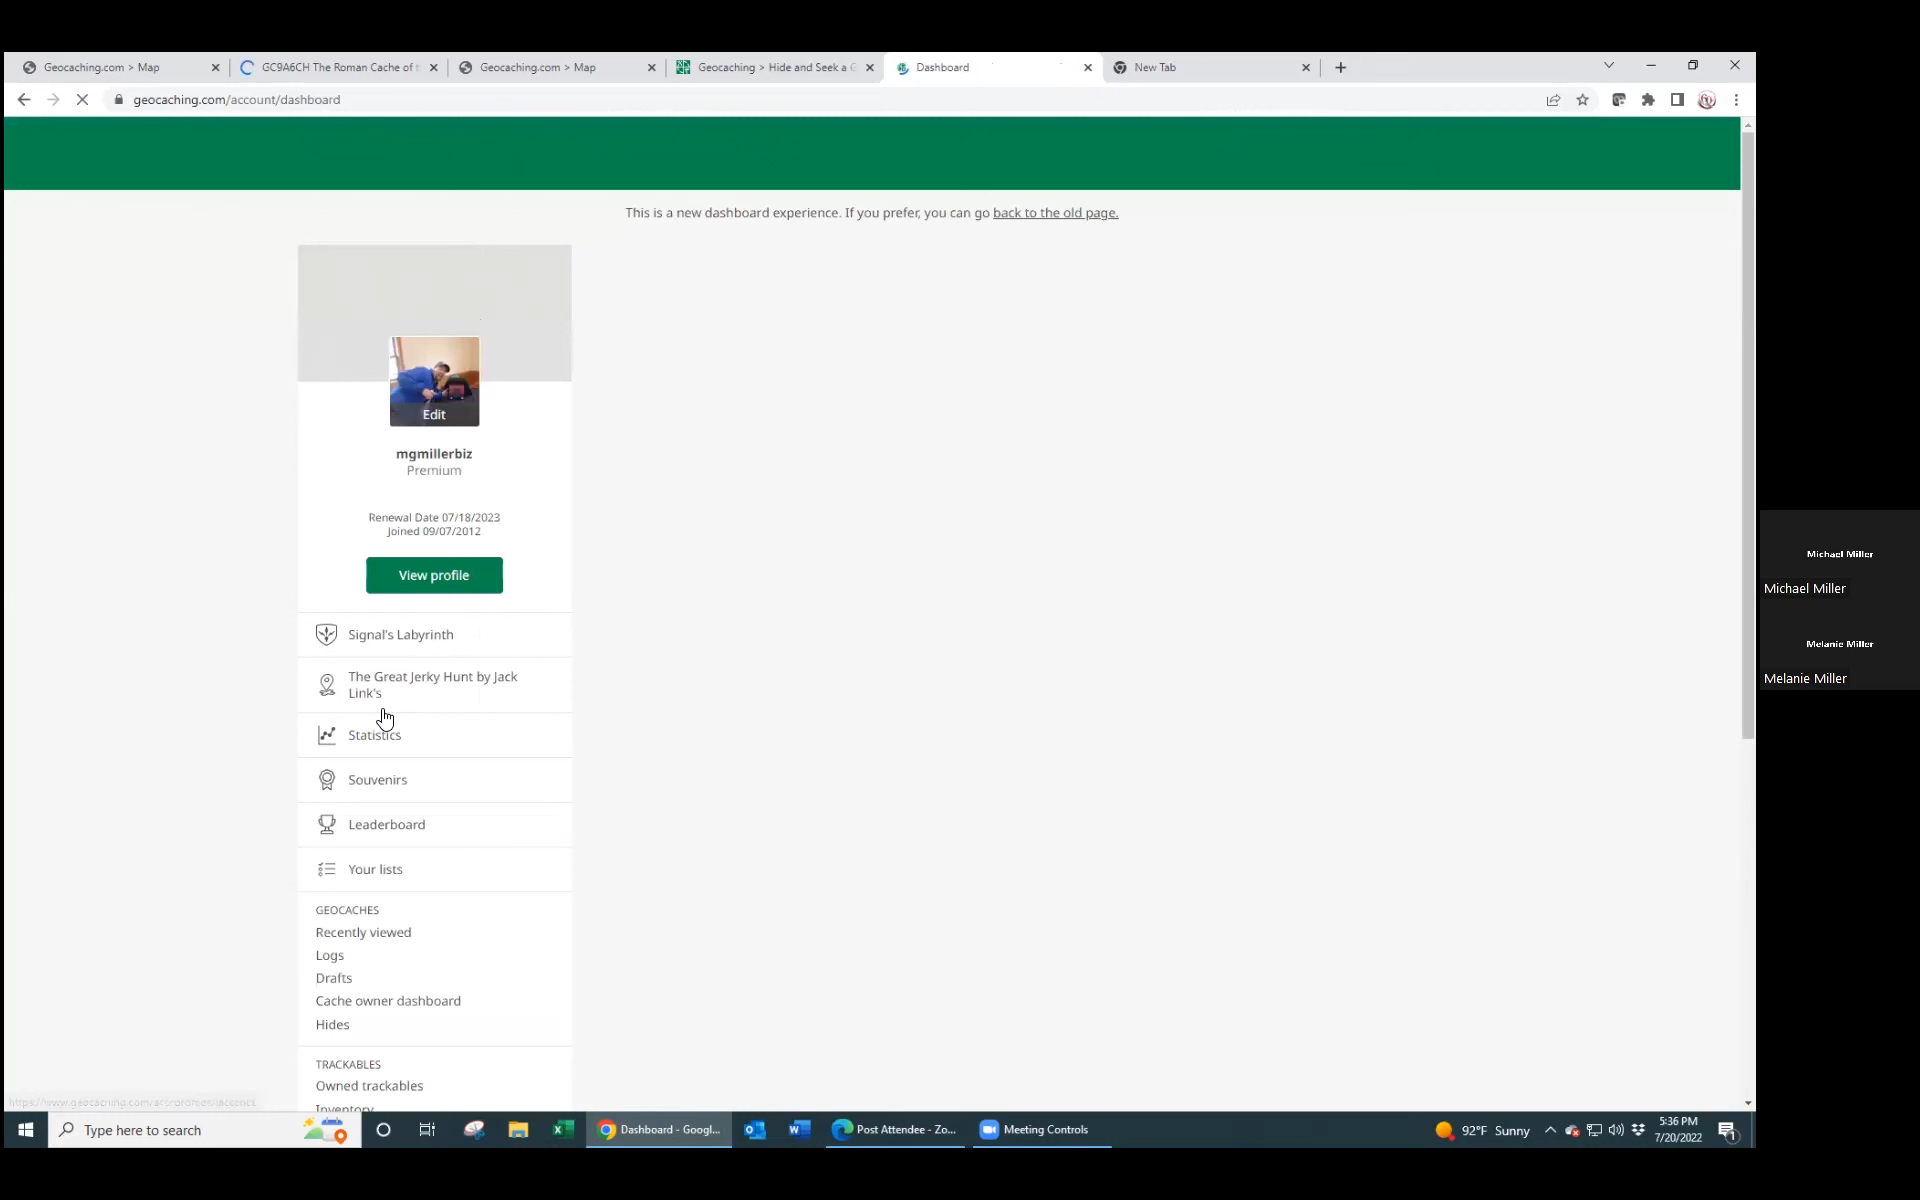 Geocaching.com > Map
GC9A6CH The Roman Cache of
Geocaching.com > Map
Geocaching > Hide and Seek a G
Dashboard
New Tab
geocaching.com/account/dashboard
This is a new dashboard experience. If you prefer, you can go back to the old page.
Edit
mgmillerbiz
Premium
Renewal Date 07/18/2023
Joined 09/07/2012
View profile
Signal's Labyrinth
The Great Jerky Hunt by Jack
Link's
Statistics
Souvenirs
Leaderboard
Your lists
GEOCACHES
Recently viewed
Logs
Drafts
Cache owner dashboard
Hides
TRACKABLES
Owned trackables
Inventory
Michael Miller
Michael Miller
Melanie Miller
Melanie Miller
Type here to search
Dashboard - Googl...
Post Attendee - Zo...
Meeting Controls
92°F Sunny
5:36 PM
7/20/2022
1